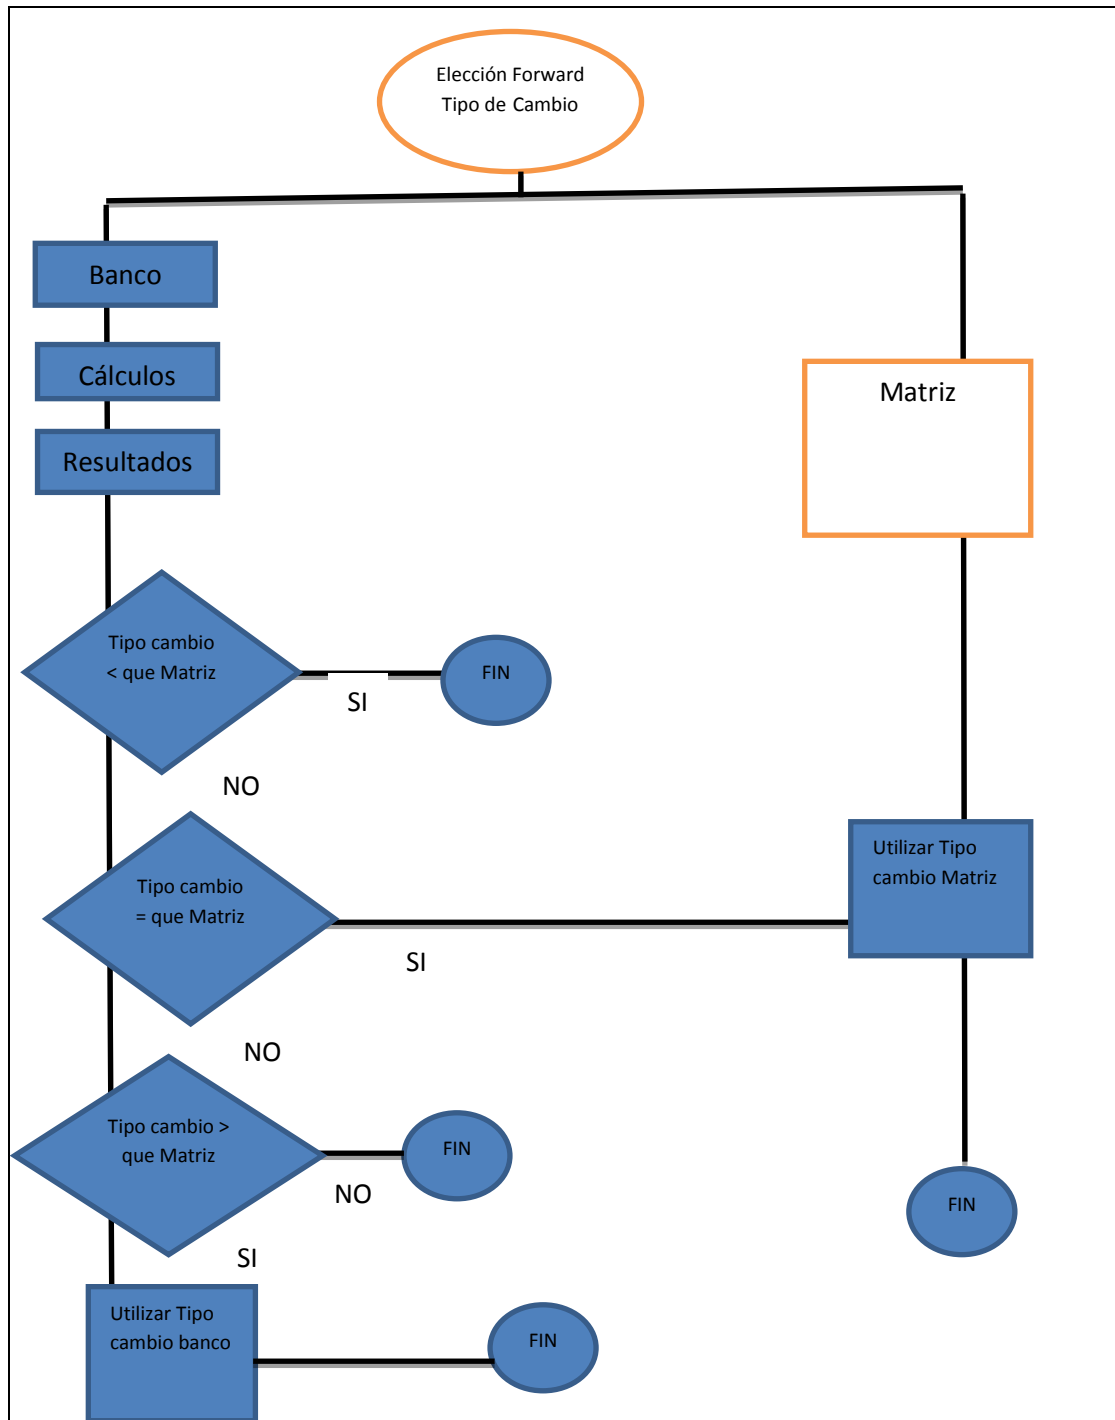 Elección Forward
Tipo de Cambio
Banco
Cálculos
Matriz
Resultados
Tipo cambio
< que Matriz
FIN
SI
NO
Tipo cambio
= que Matriz
Utilizar Tipo
cambio Matriz
SI
NO
Tipo cambio >
que Matriz
FIN
NO
FIN
SI
Utilizar Tipo
cambio banco
FIN